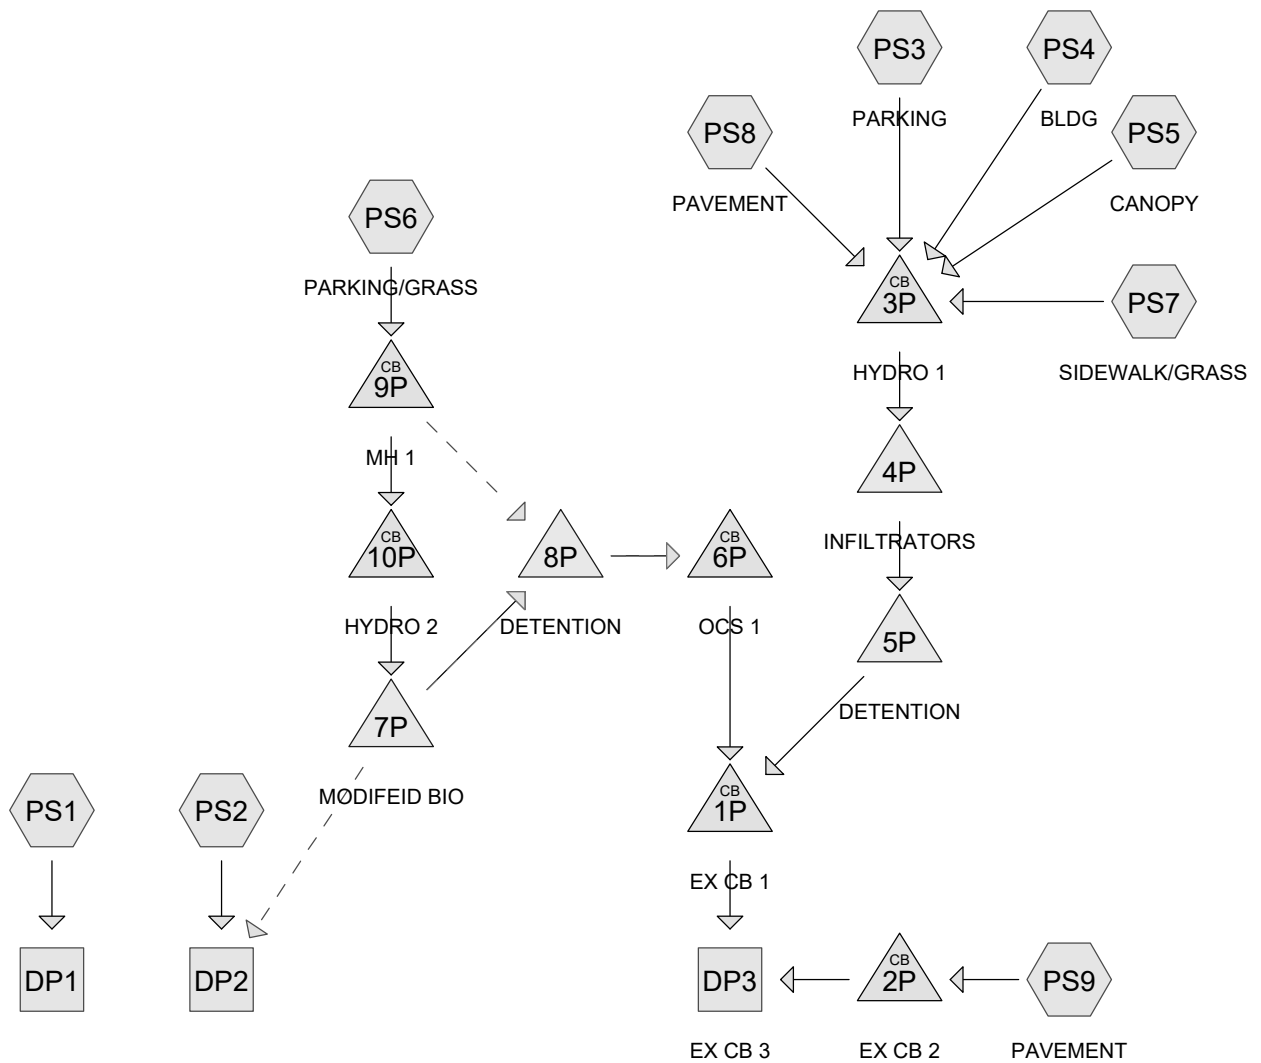 PS3
PS4
PARKING
BLDG
PS8
PS5
PAVEMENT
CANOPY
PS6
PARKING/GRASS
CB
3P
PS7
HYDRO 1
SIDEWALK/GRASS
CB
9P
MH 1
4P
INFILTRATORS
CB
10P
8P
CB
6P
HYDRO 2
DETENTION
OCS 1
5P
DETENTION
7P
MODIFEID BIO
PS1
PS2
CB
1P
EX CB 1
DP1
DP2
DP3
CB
2P
PS9
EX CB 3
EX CB 2
PAVEMENT